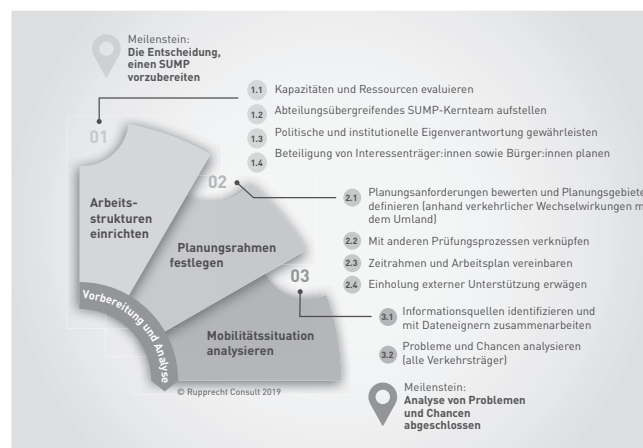 Meilenstein:
Die Entscheidung,
einen SUMP
vorzubereiten
1.1 Kapazitäten und Ressourcen evaluieren
1.2 Abteilungsübergreifendes SUMP-Kernteam aufstellen
1.3 Politische und institutionelle Eigenverantwortung gewährleisten
1.4 Beteiligung von Interessenträger:innen sowie Bürger:innen planen
01
Arbeits-
strukturen
einrichten
02
Planungsrahmen
festlegen
2.1 Planungsanforderungen bewerten und Planungsgebiete
definieren (anhand verkehrlicher Wechselwirkungen m
dem Umland)
2.2 Mit anderen Prüfungsprozessen verknüpfen
2.3 Zeitrahmen und Arbeitsplan vereinbaren
2.4 Einholung externer Unterstützung erwägen
03
Mobilitätssituation
analysieren
3.1 Informationsquellen identifizieren und
mit Dateneignern zusammenarbeiten
3.2 Probleme und Chancen analysieren
(alle Verkehrsträger)
Vorbereitung und Analyse
© Rupprecht Consult 2019
Meilenstein:
Analyse von Problemen
und Chancen
abgeschlossen